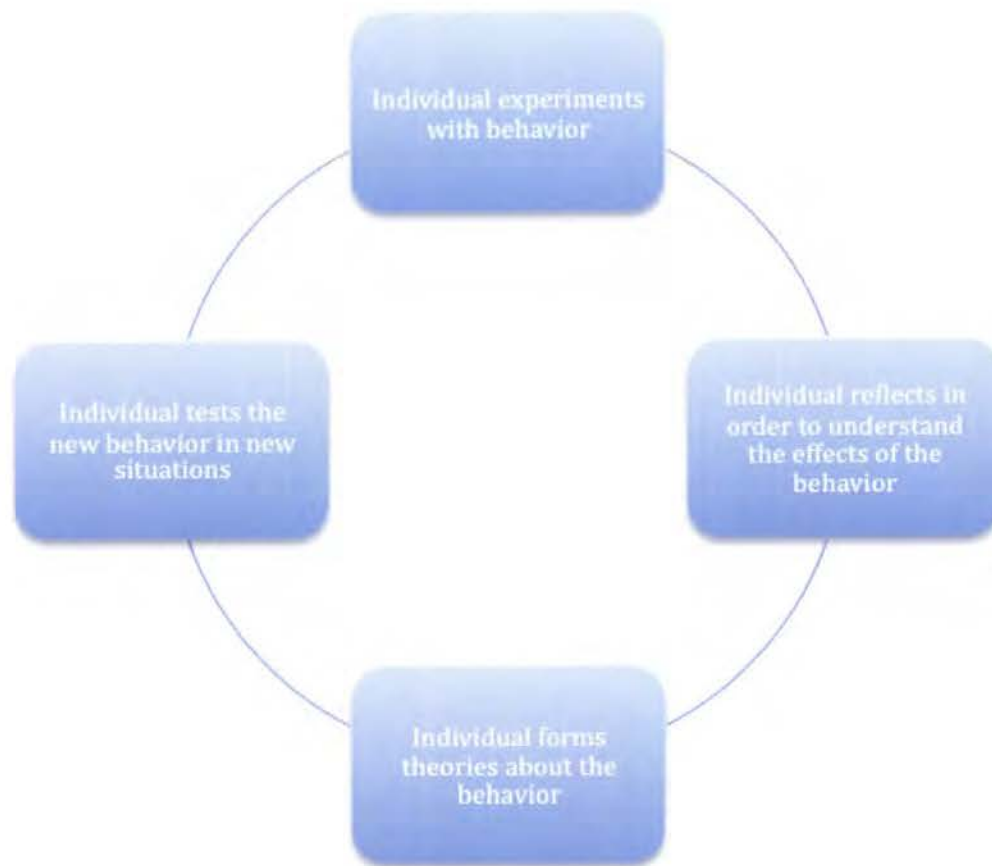 Individual experiments
with behavior
Individual reflects in
order to understand
the effects of the
behavior
Individual forms
theories about the
behavior
Individual tests the
new behavior in new
situations